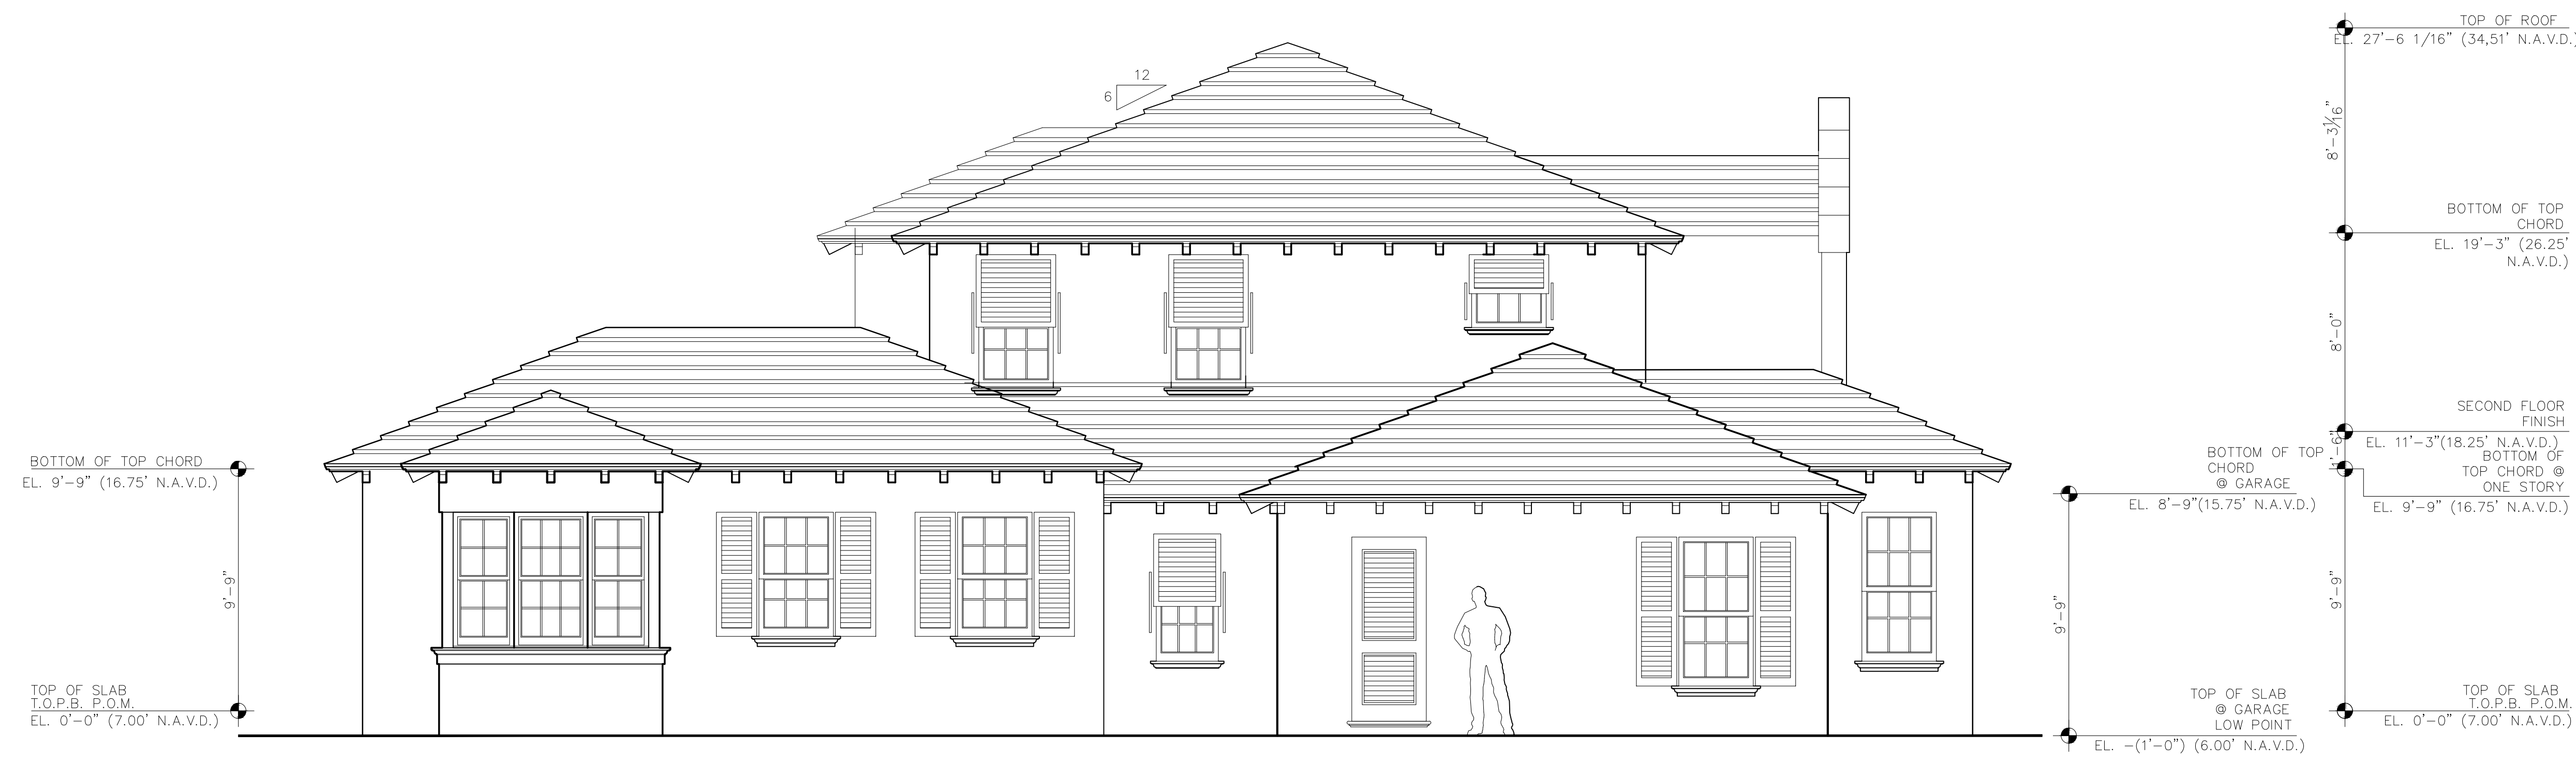 12
6
BOTTOM OF TOP CHORD
EL. 9'-9" (16.75' N.A.V.D.)
9'-9"
TOP OF SLAB
T.O.P.B. P.O.M.
EL. 0'-0" (7.00' N.A.V.D.)
BOTTOM OF TOP
CHORD
@ GARAGE
EL. 8'-9"(15.75' N.A.V.D.)
9'-9"
TOP OF SLAB
@ GARAGE
LOW POINT
EL. -(1'-0") (6.00' N.A.V.D.)
TOP OF ROOF
EL. 27'-6 1/16" (34,51' N.A.V.D.)
8'-3 1/16"
BOTTOM OF TOP
CHORD
EL. 19'-3" (26.25'
N.A.V.D.)
8'-0"
SECOND FLOOR
FINISH
EL. 11'-3"(18.25' N.A.V.D.)
1'-6"
BOTTOM OF
TOP CHORD @
ONE STORY
EL. 9'-9" (16.75' N.A.V.D.)
9'-9"
TOP OF SLAB
T.O.P.B. P.O.M.
EL. 0'-0" (7.00' N.A.V.D.)